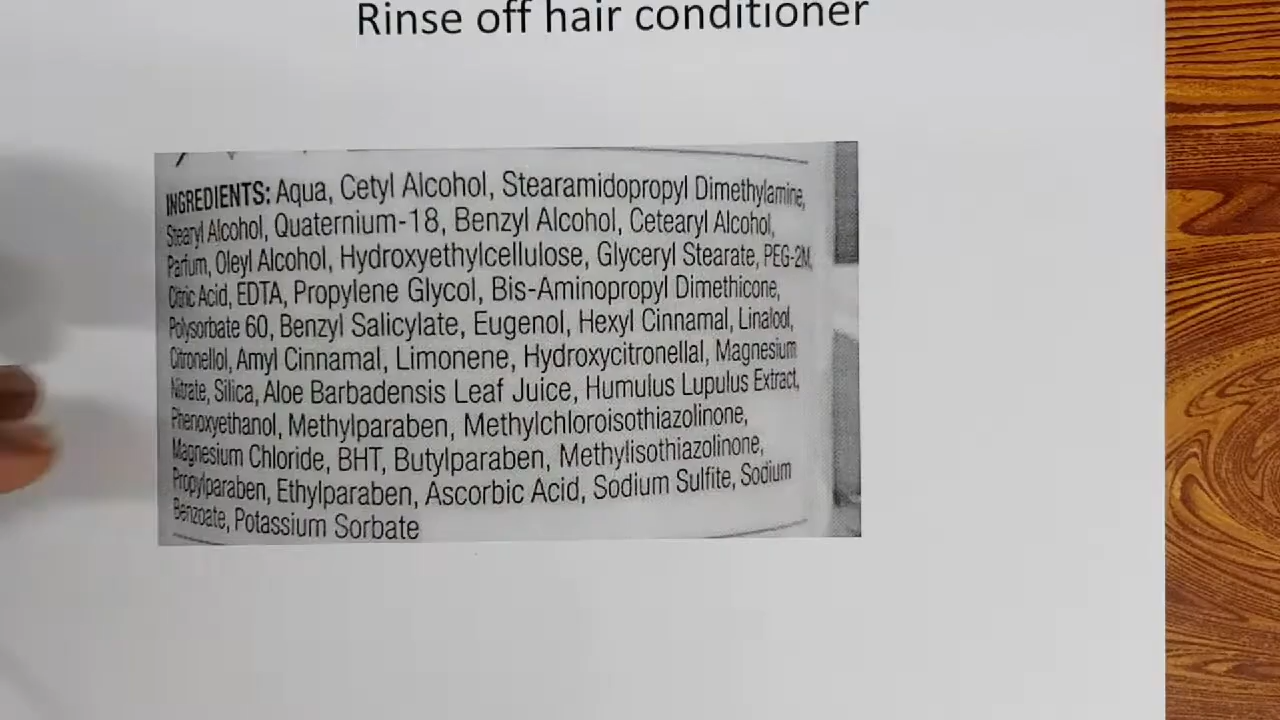 Rinse off hair conditioner
INGREDIENTS: Aqua, Cetyl Alcohol, Stearamidopropyl Dimethylamine,
Stearyl Alcohol, Quaternium-18, Benzyl Alcohol, Cetearyl Alcohol,
Parfum, Oleyl Alcohol, Hydroxyethylcellulose, Glyceryl Stearate, PEG-2M,
Citric Acid, EDTA, Propylene Glycol, Bis-Aminopropyl Dimethicone,
Polysorbate 60, Benzyl Salicylate, Eugenol, Hexyl Cinnamal, Linalool,
Citronellol, Amyl Cinnamal, Limonene, Hydroxycitronellal, Magnesium
Nitrate, Silica, Aloe Barbadensis Leaf Juice, Humulus Lupulus Extract,
Phenoxyethanol, Methylparaben, Methylchloroisothiazolinone,
Magnesium Chloride, BHT, Butylparaben, Methylisothiazolinone,
Propylparaben, Ethylparaben, Ascorbic Acid, Sodium Sulfite, Sodium
Benzoate, Potassium Sorbate